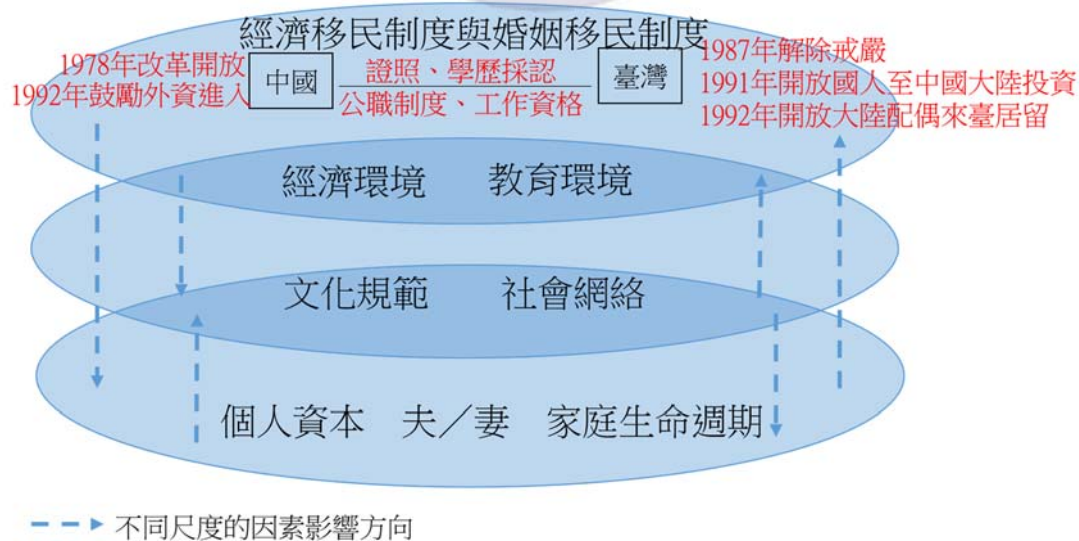 經濟移民制度與婚姻移民制度
1978年改革開放
1992年鼓勵外資進入
中國
證照、學歷採認
公職制度、工作資格
臺灣
1987年解除戒嚴
1991年開放國人至中國大陸投資
1992年開放大陸配偶來臺居留
經濟環境 教育環境
文化規範 社會網絡
個人資本 夫／妻 家庭生命週期
不同尺度的因素影響方向